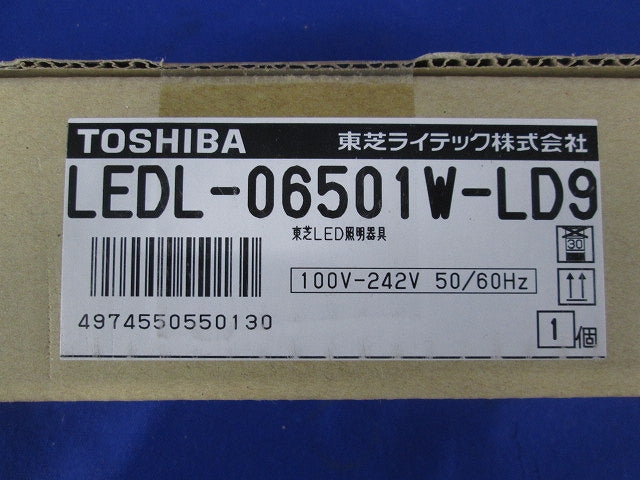 TOSHIBA 東芝ライテック株式会社
LEDL-06501W-LD9
東芝LED照明器具
30
100V-242V 50/60Hz
4974550550130
1個